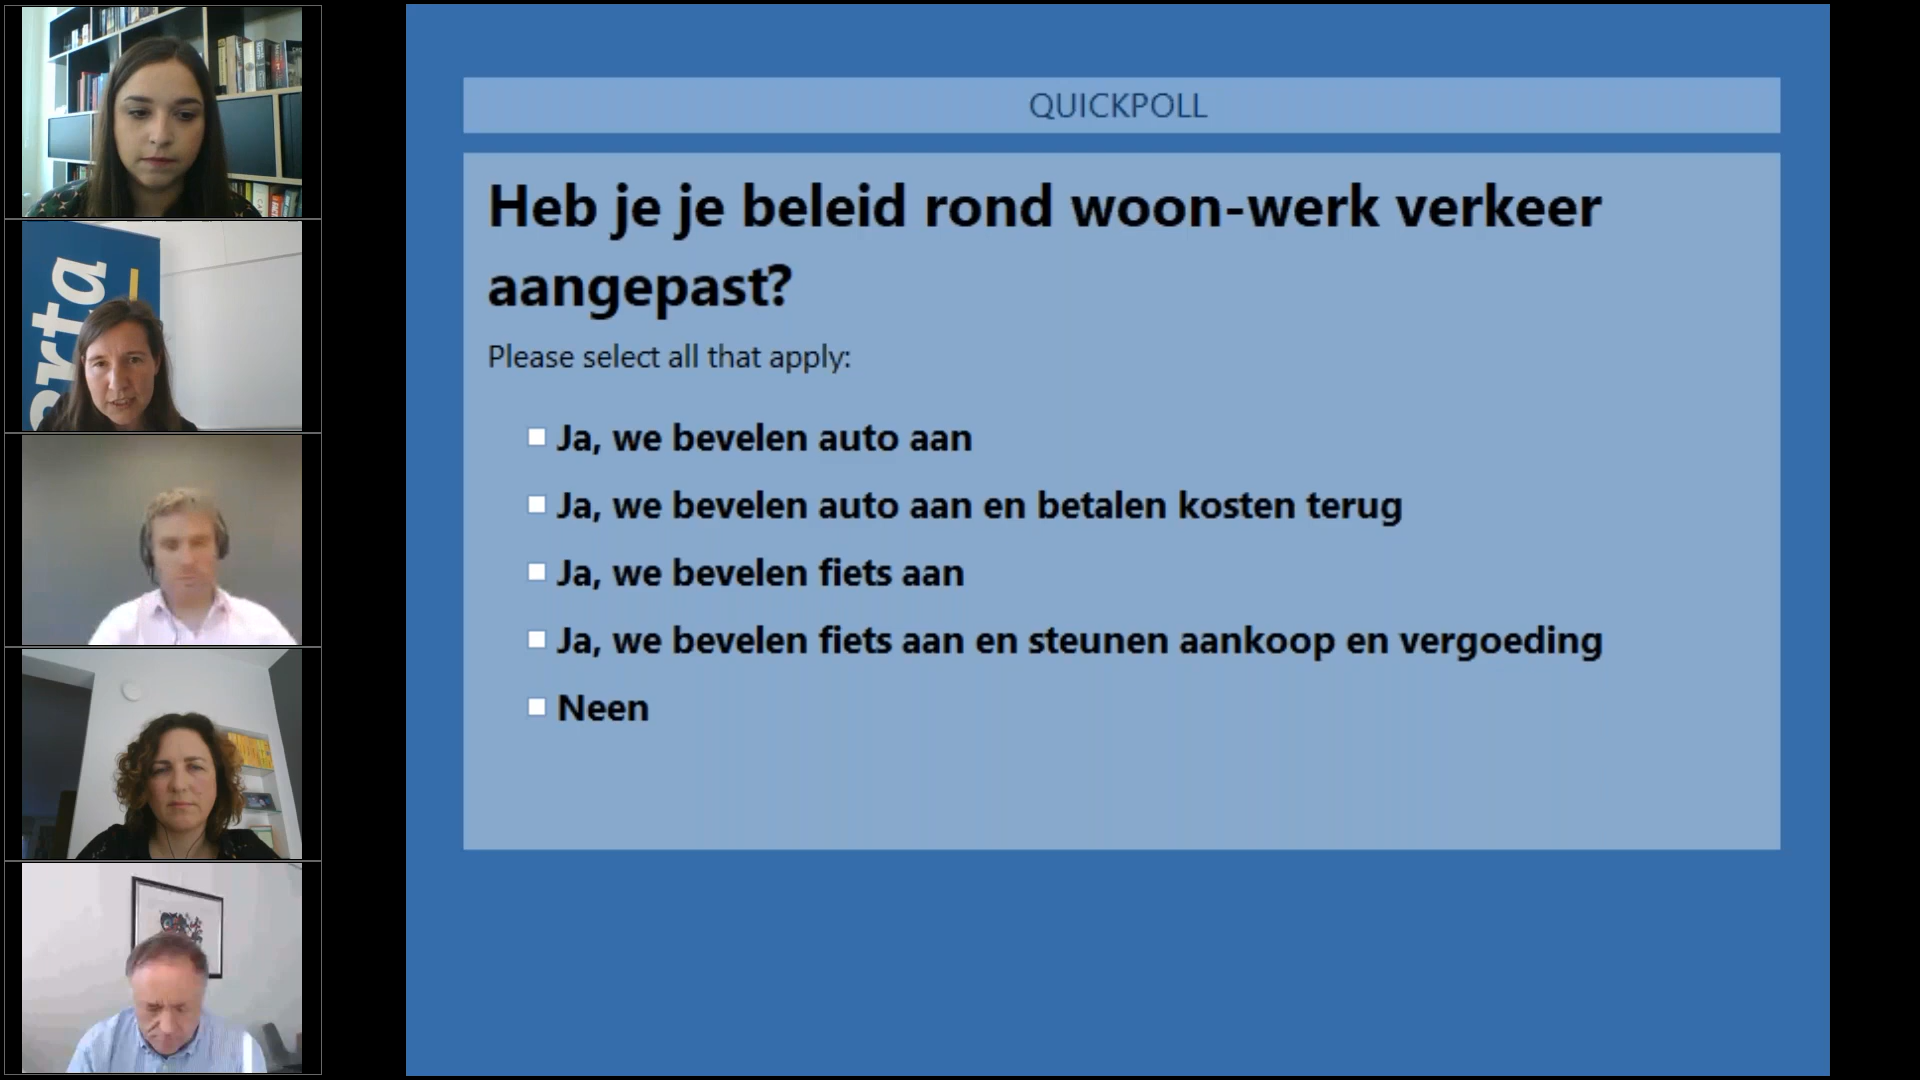 erta
QUICKPOLL
Heb je je beleid rond woon-werk verkeer
aangepast?
Please select all that apply:
Ja, we bevelen auto aan
Ja, we bevelen auto aan en betalen kosten terug
Ja, we bevelen fiets aan
Ja, we bevelen fiets aan en steunen aankoop en vergoeding
Neen